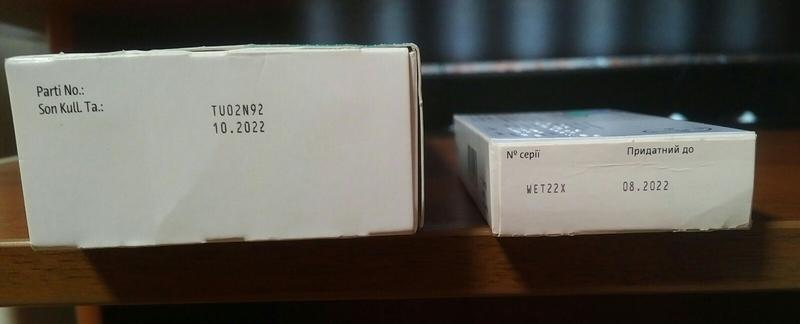 Parti No.:
Son Kull. Ta.:
TU02N92
10.2022
№ серії
Придатний до
WET22X
08.2022